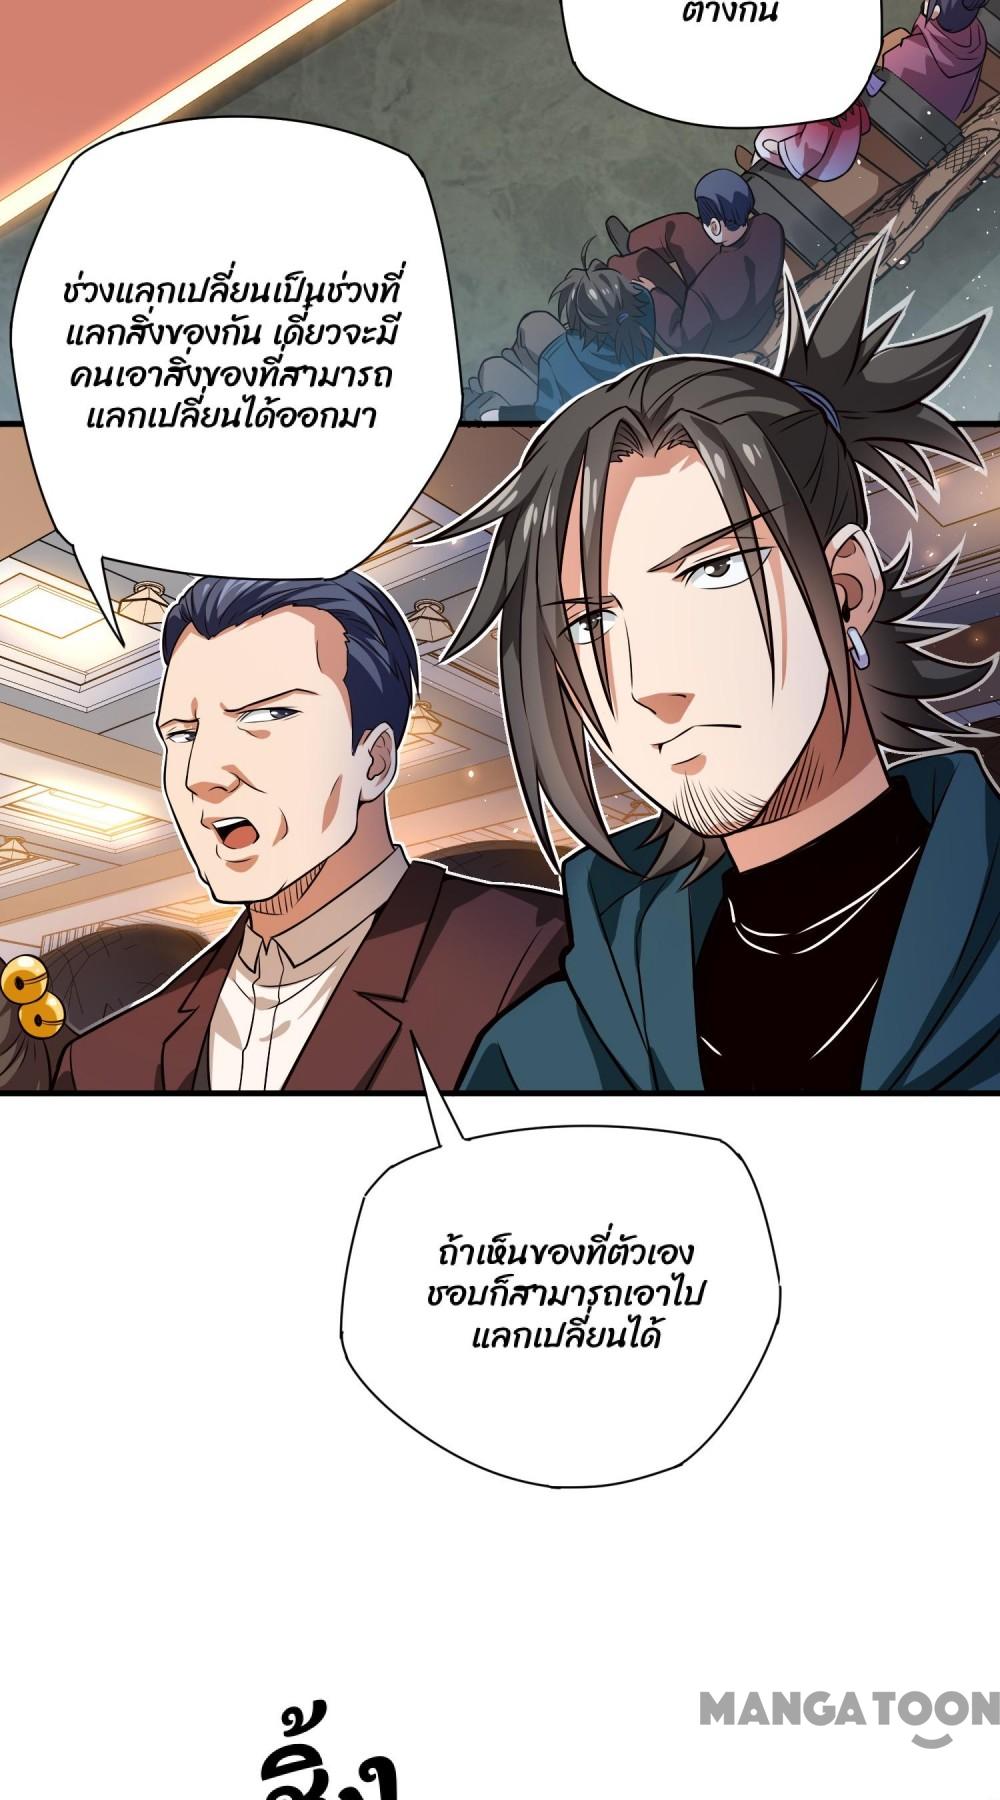 ต่างกัน
ช่วงแลกเปลี่ยนเป็นช่วงที่
แลกสิ่งของกัน เดี๋ยวจะมี
คนเอาสิ่งของที่สามารถ
แลกเปลี่ยนได้ออกมา
ถ้าเห็นของที่ตัวเอง
ชอบก็สามารถเอาไป
แลกเปลี่ยนได้
MANGATOON
ซิ้ง